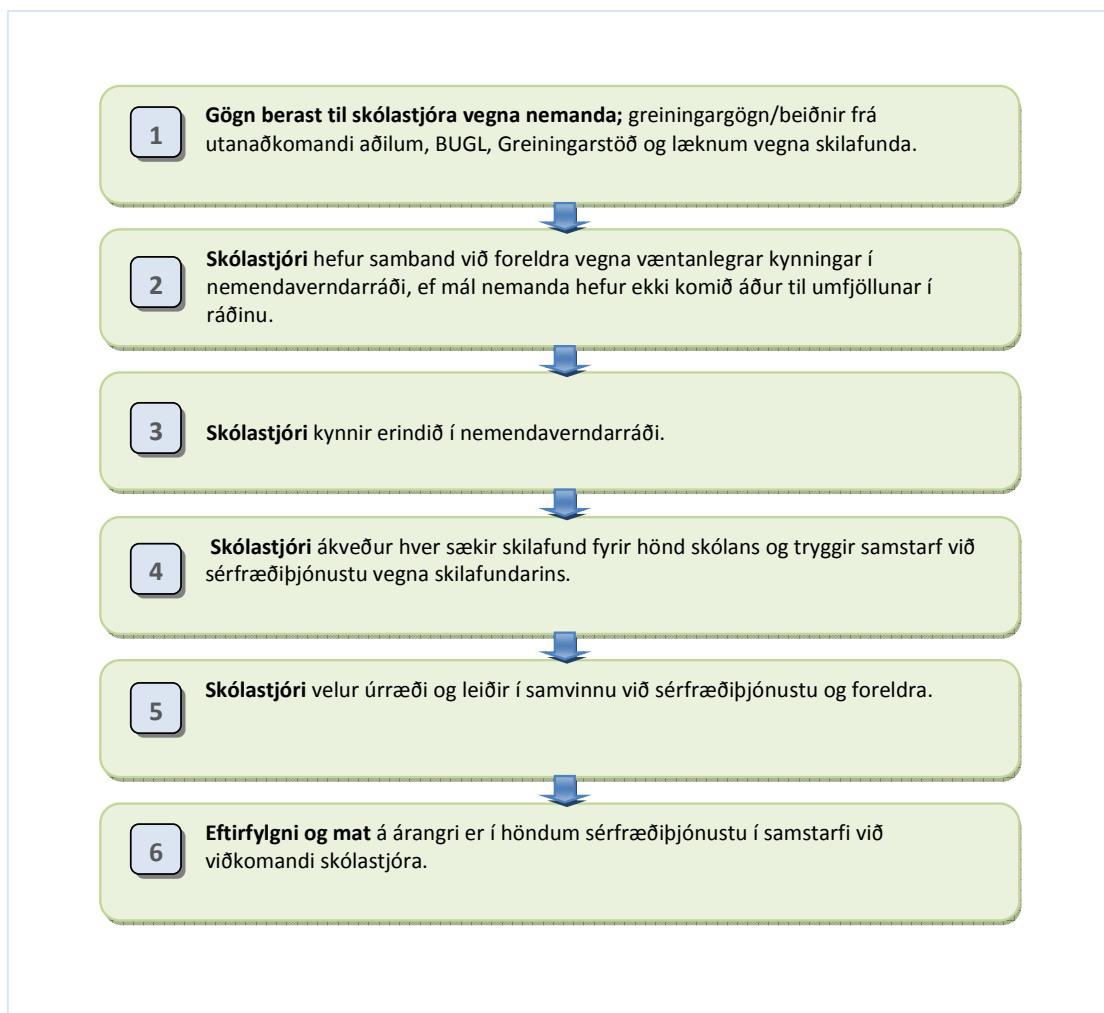 1
Gögn berast til skólastjóra vegna nemanda; greiningargögn/beiðnir frá
utanaðkomandi aðilum, BUGL, Greiningarstöð og læknum vegna skilafunda.
2
Skólastjóri hefur samband við foreldra vegna væntanlegrar kynningar í
nemendaverndarráði, ef mál nemanda hefur ekki komið áður til umfjöllunar í
ráðinu.
3
Skólastjóri kynnir erindið í nemendaverndarráði.
4
Skólastjóri ákveður hver sækir skilafund fyrir hönd skólans og tryggir samstarf við
sérfræðiþjónustu vegna skilafundarins.
5
Skólastjóri velur úrræði og leiðir í samvinnu við sérfræðiþjónustu og foreldra.
6
Eftirfylgni og mat á árangri er í höndum sérfræðiþjónustu í samstarfi við
viðkomandi skólastjóra.